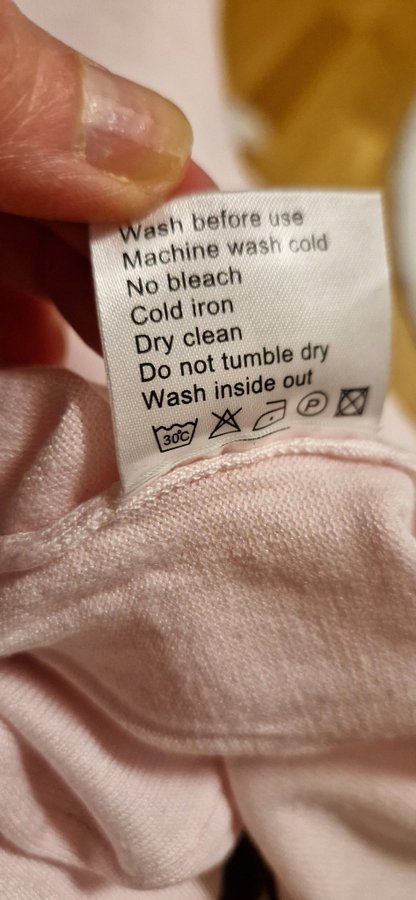 Wash before use
Machine wash cold
No bleach
Cold iron
Dry clean
Do not tumble dry
Wash inside out
30°C P